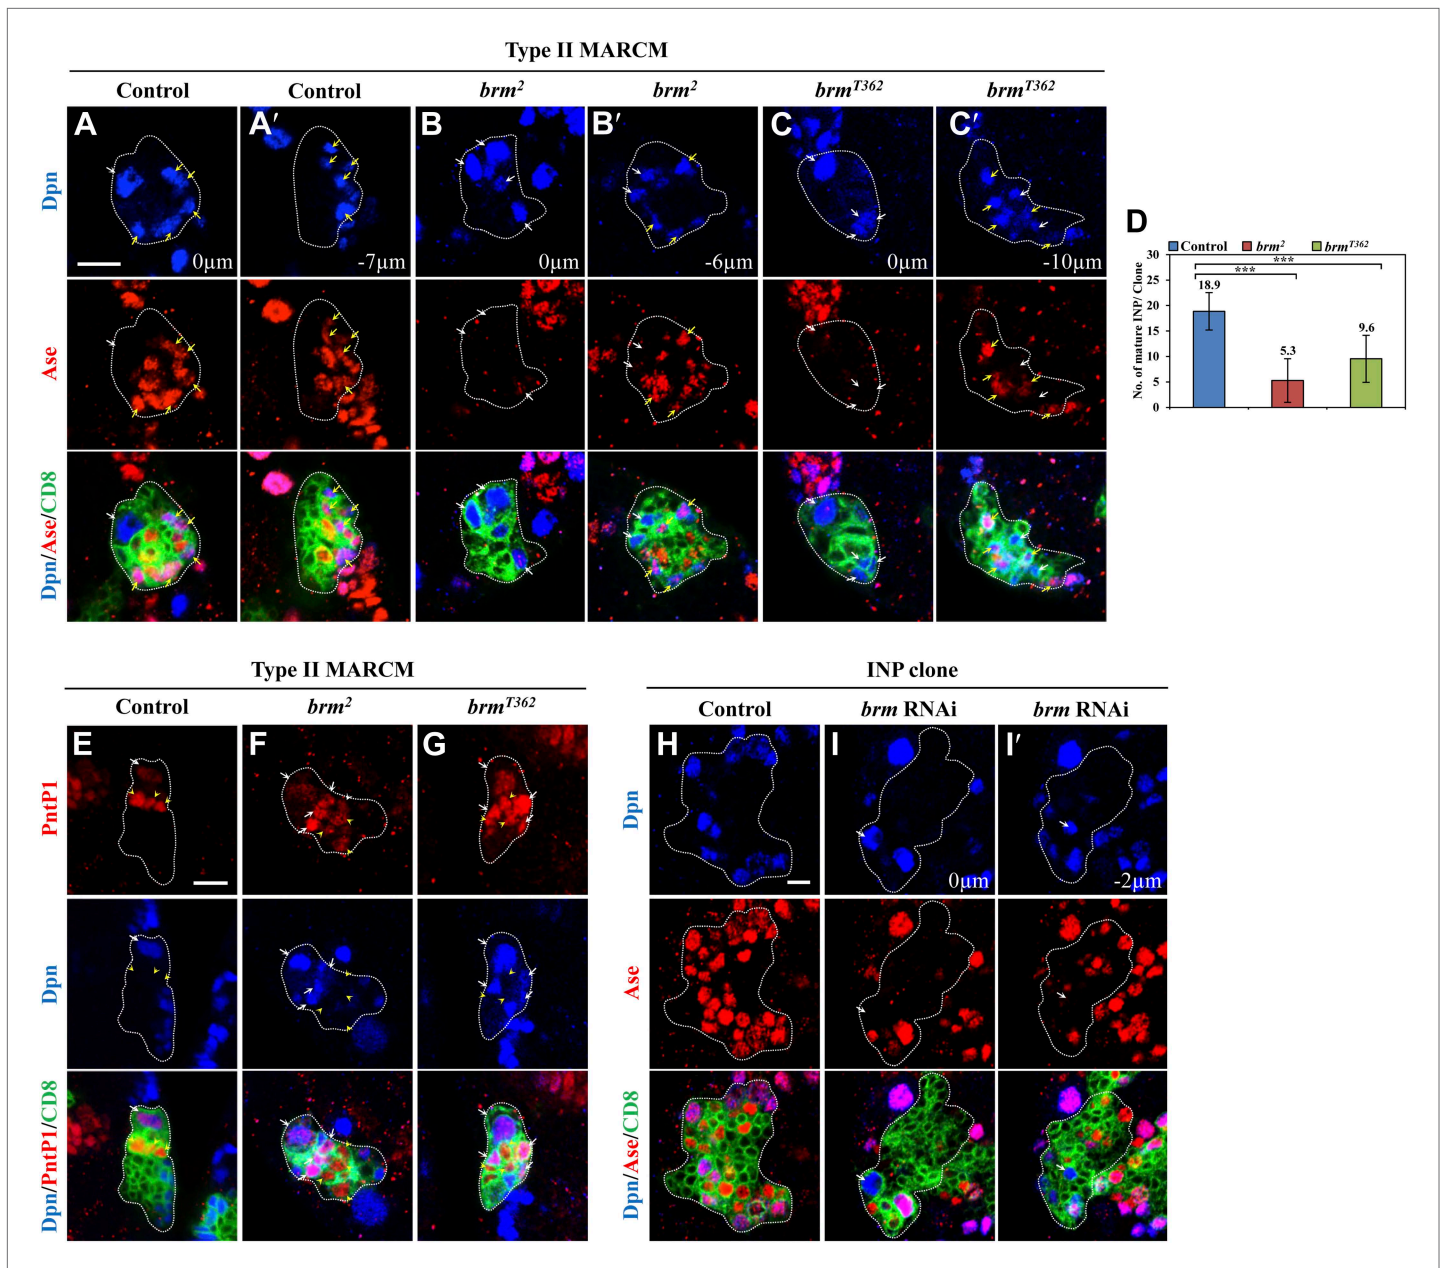 Type II MARCM
Control Control brm² brm² brmᵀ³⁶² brmᵀ³⁶²
A A′ B B′ C C′
Dpn
0μm -7μm 0μm -6μm 0μm -10μm
Ase
Dpn/Ase/CD8
D
Control brm² brmᵀ³⁶²
No. of mature INP/ Clone
30
25
20
15
10
5
0
***
***
18.9
5.3
9.6
Type II MARCM
Control brm² brmᵀ³⁶²
E F G
PntP1
Dpn
Dpn/PntP1/CD8
INP clone
Control brm RNAi brm RNAi
H I I′
Dpn
0μm -2μm
Ase
Dpn/Ase/CD8